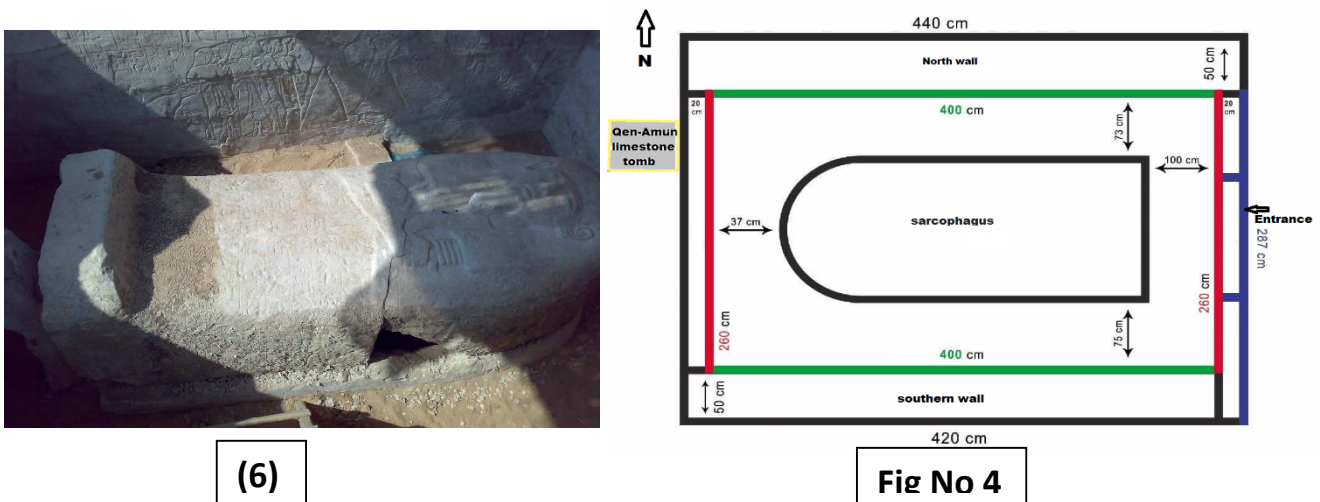 440 cm
N
North wall
50 cm
20
cm
400 cm
20
cm
Qen-Amun
limestone
tomb
73 cm
100 cm
37 cm
sarcophagus
Entrance
287 cm
260 cm
260 cm
75 cm
400 cm
50 cm
southern wall
420 cm
(6)
Fig No 4